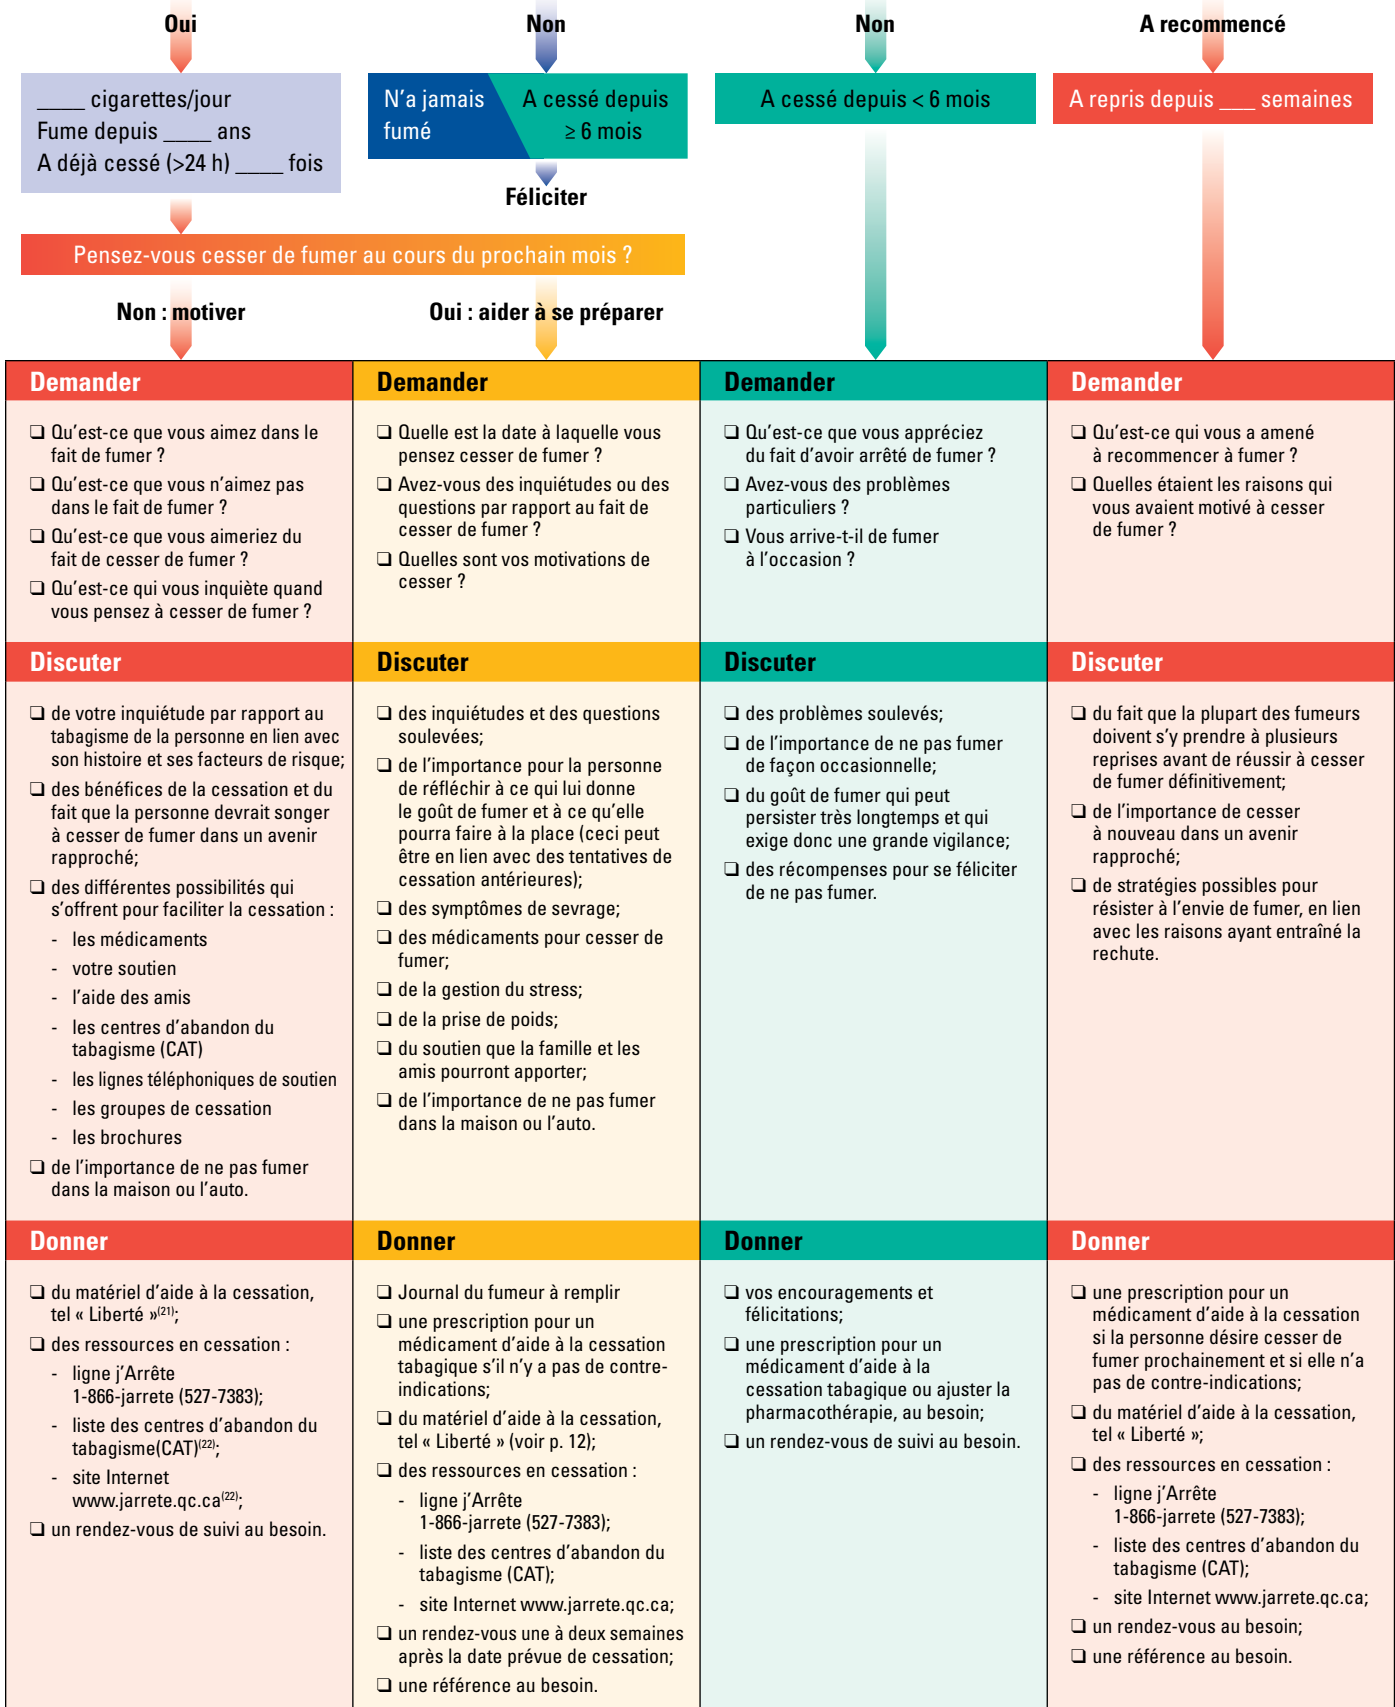 Oui
Non
Non
A recommencé
____ cigarettes/jour
Fume depuis ____ ans
A déjà cessé (>24 h) ____ fois
N'a jamais
fumé
A cessé depuis
≥ 6 mois
A cessé depuis < 6 mois
A repris depuis ___ semaines
Féliciter
Pensez-vous cesser de fumer au cours du prochain mois ?
Non : motiver
Oui : aider à se préparer
Demander
❑ Qu'est-ce que vous aimez dans le
fait de fumer ?
❑ Qu'est-ce que vous n'aimez pas
dans le fait de fumer ?
❑ Qu'est-ce que vous aimeriez du
fait de cesser de fumer ?
❑ Qu'est-ce qui vous inquiète quand
vous pensez à cesser de fumer ?
Demander
❑ Quelle est la date à laquelle vous
pensez cesser de fumer ?
❑ Avez-vous des inquiétudes ou des
questions par rapport au fait de
cesser de fumer ?
❑ Quelles sont vos motivations de
cesser ?
Demander
❑ Qu'est-ce que vous appréciez
du fait d'avoir arrêté de fumer ?
❑ Avez-vous des problèmes
particuliers ?
❑ Vous arrive-t-il de fumer
à l'occasion ?
Demander
❑ Qu'est-ce qui vous a amené
à recommencer à fumer ?
❑ Quelles étaient les raisons qui
vous avaient motivé à cesser
de fumer ?
Discuter
❑ de votre inquiétude par rapport au
tabagisme de la personne en lien avec
son histoire et ses facteurs de risque;
❑ des bénéfices de la cessation et du
fait que la personne devrait songer
à cesser de fumer dans un avenir
rapproché;
❑ des différentes possibilités qui
s'offrent pour faciliter la cessation :
- les médicaments
- votre soutien
- l'aide des amis
- les centres d'abandon du
tabagisme (CAT)
- les lignes téléphoniques de soutien
- les groupes de cessation
- les brochures
❑ de l'importance de ne pas fumer
dans la maison ou l'auto.
Discuter
❑ des inquiétudes et des questions
soulevées;
❑ de l'importance pour la personne
de réfléchir à ce qui lui donne
le goût de fumer et à ce qu'elle
pourra faire à la place (ceci peut
être en lien avec des tentatives de
cessation antérieures);
❑ des symptômes de sevrage;
❑ des médicaments pour cesser de
fumer;
❑ de la gestion du stress;
❑ de la prise de poids;
❑ du soutien que la famille et les
amis pourront apporter;
❑ de l'importance de ne pas fumer
dans la maison ou l'auto.
Discuter
❑ des problèmes soulevés;
❑ de l'importance de ne pas fumer
de façon occasionnelle;
❑ du goût de fumer qui peut
persister très longtemps et qui
exige donc une grande vigilance;
❑ des récompenses pour se féliciter
de ne pas fumer.
Discuter
❑ du fait que la plupart des fumeurs
doivent s'y prendre à plusieurs
reprises avant de réussir à cesser
de fumer définitivement;
❑ de l'importance de cesser
à nouveau dans un avenir
rapproché;
❑ de stratégies possibles pour
résister à l'envie de fumer, en lien
avec les raisons ayant entraîné la
rechute.
Donner
❑ du matériel d'aide à la cessation,
tel « Liberté »(21);
❑ des ressources en cessation :
- ligne j'Arrête
1-866-jarrete (527-7383);
- liste des centres d'abandon du
tabagisme(CAT)(22);
- site Internet
www.jarrete.qc.ca(22);
❑ un rendez-vous de suivi au besoin.
Donner
❑ Journal du fumeur à remplir
❑ une prescription pour un
médicament d'aide à la cessation
tabagique s'il n'y a pas de contre-
indications;
❑ du matériel d'aide à la cessation,
tel « Liberté » (voir p. 12);
❑ des ressources en cessation :
- ligne j'Arrête
1-866-jarrete (527-7383);
- liste des centres d'abandon du
tabagisme (CAT);
- site Internet www.jarrete.qc.ca;
❑ un rendez-vous une à deux semaines
après la date prévue de cessation;
❑ une référence au besoin.
Donner
❑ vos encouragements et
félicitations;
❑ une prescription pour un
médicament d'aide à la
cessation tabagique ou ajuster la
pharmacothérapie, au besoin;
❑ un rendez-vous de suivi au besoin.
Donner
❑ une prescription pour un
médicament d'aide à la cessation
si la personne désire cesser de
fumer prochainement et si elle n'a
pas de contre-indications;
❑ du matériel d'aide à la cessation,
tel « Liberté »;
❑ des ressources en cessation :
- ligne j'Arrête
1-866-jarrete (527-7383);
- liste des centres d'abandon du
tabagisme (CAT);
- site Internet www.jarrete.qc.ca;
❑ un rendez-vous au besoin;
❑ une référence au besoin.